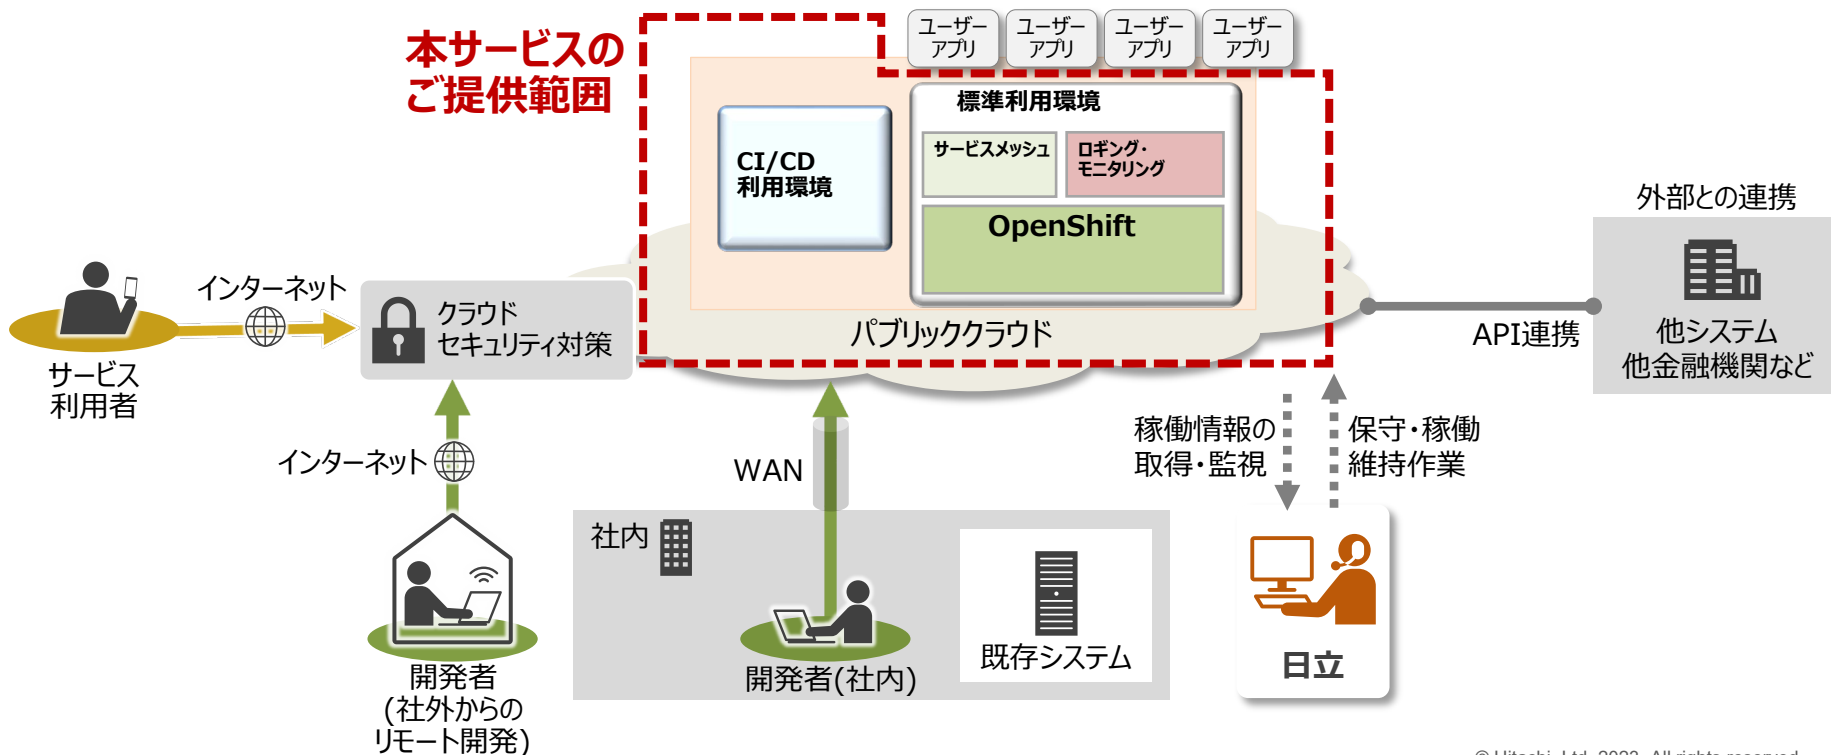 本サービスの
ご提供範囲
ユーザー
アプリ
ユーザー
アプリ
ユーザー
アプリ
ユーザー
アプリ
標準利用環境
サービスメッシュ
ロギング・
モニタリング
CI/CD
利用環境
OpenShift
パブリッククラウド
外部との連携
他システム
他金融機関など
API連携
インターネット
サービス
利用者
クラウド
セキュリティ対策
インターネット
WAN
稼働情報の
取得・監視
保守・稼働
維持作業
社内
開発者
(社外からの
リモート開発)
開発者(社内)
既存システム
日立
© Hitachi, Ltd. 2023. All rights reserved